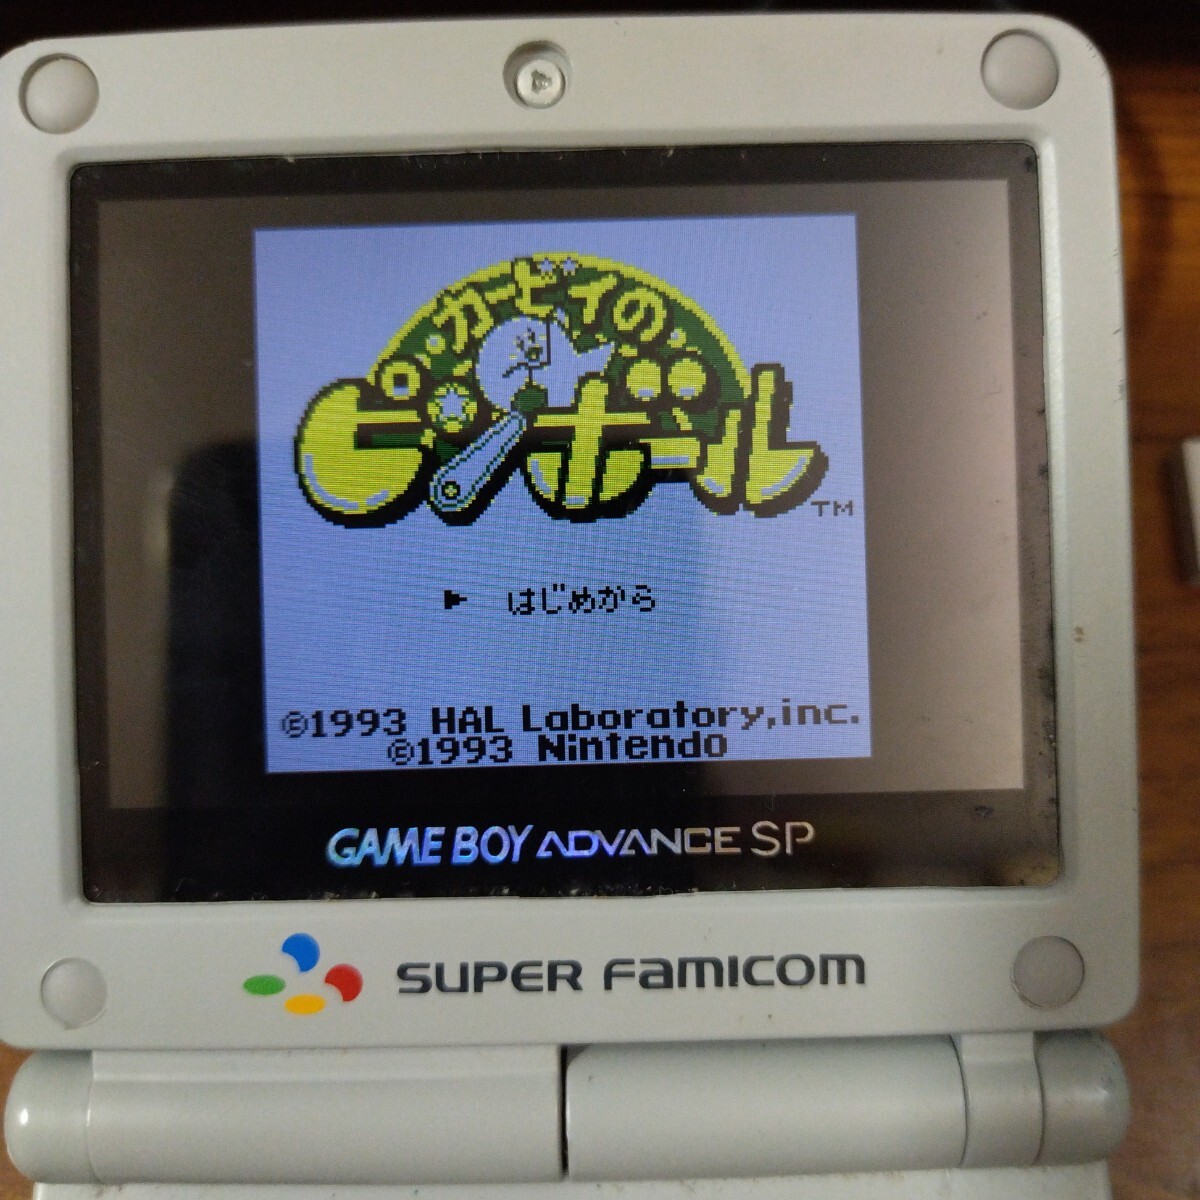 カービィの
ピンボール
TM
► はじめから
©1993 HAL Laboratory,inc.
©1993 Nintendo
GAME BOY ADVANCE SP
SUPER FAMICOM